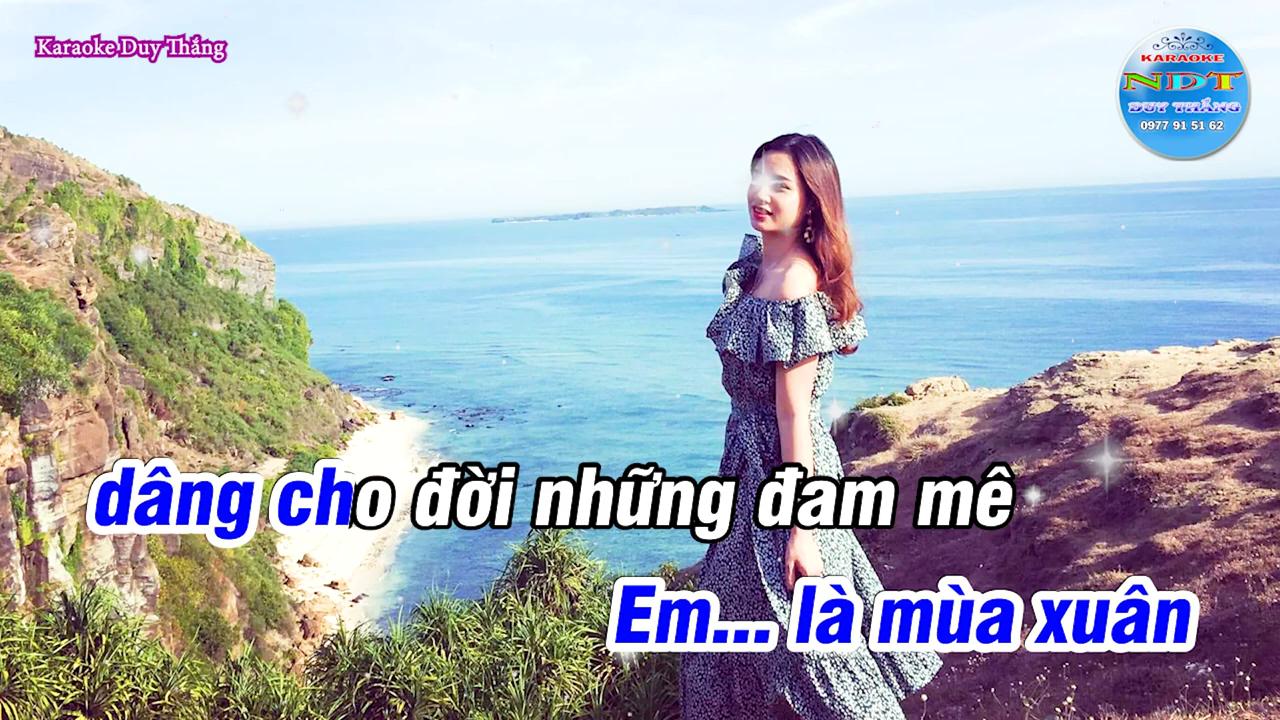 Karaoke Duy Thắng
KARAOKE
NDT
DUY THẮNG
0977 91 51 62
dâng cho đời những đam mê
Em... là mùa xuân